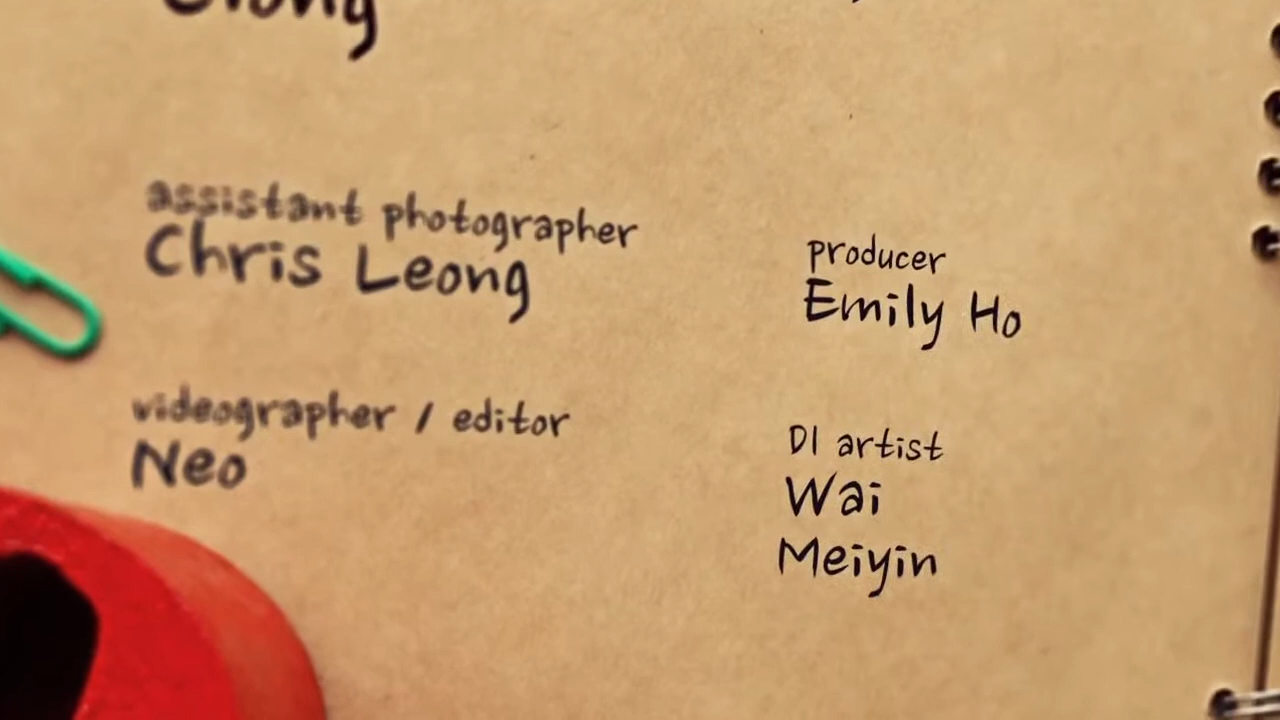 assistant photographer
Chris Leong
videographer / editor
Neo
producer
Emily Ho
DI artist
Wai
Meiyin